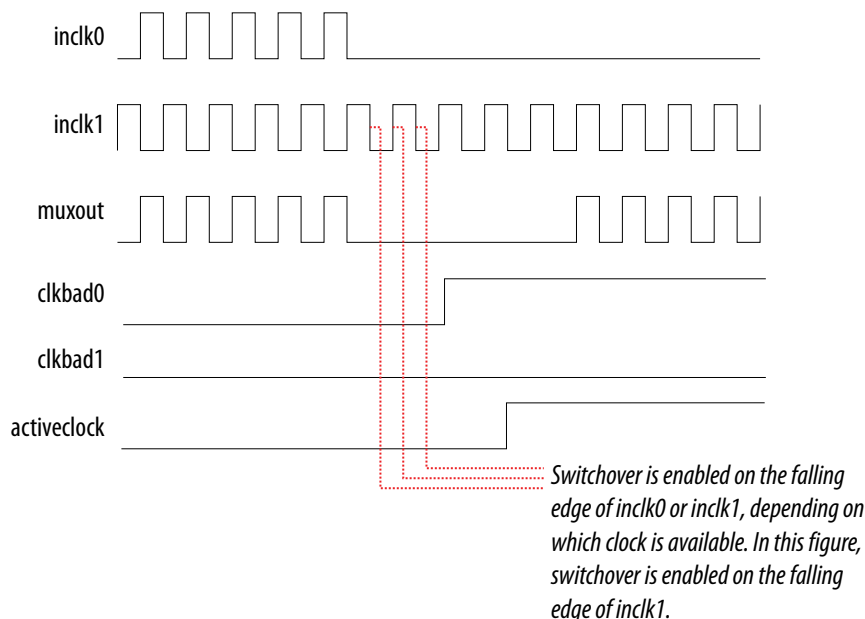 inclk0
inclk1
muxout
clkbad0
clkbad1
activeclock
Switchover is enabled on the falling
edge of inclk0 or inclk1, depending on
which clock is available. In this figure,
switchover is enabled on the falling
edge of inclk1.